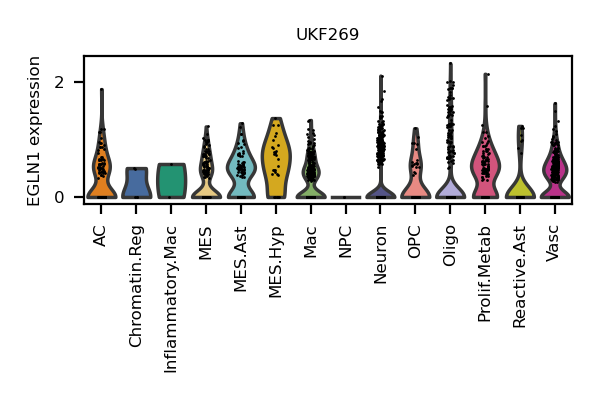 UKF269
EGLN1 expression
2
0
AC
Chromatin.Reg
Inflammatory.Mac
MES
MES.Ast
MES.Hyp
Mac
NPC
Neuron
OPC
Oligo
Prolif.Metab
Reactive.Ast
Vasc